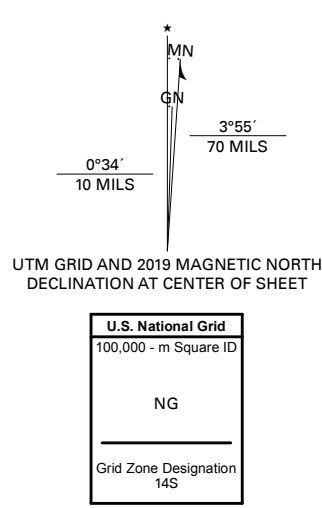 ★
MN
GN
3°55´
70 MILS
0°34´
10 MILS
UTM GRID AND 2019 MAGNETIC NORTH
DECLINATION AT CENTER OF SHEET
U.S. National Grid
100,000 - m Square ID
NG
Grid Zone Designation
14S